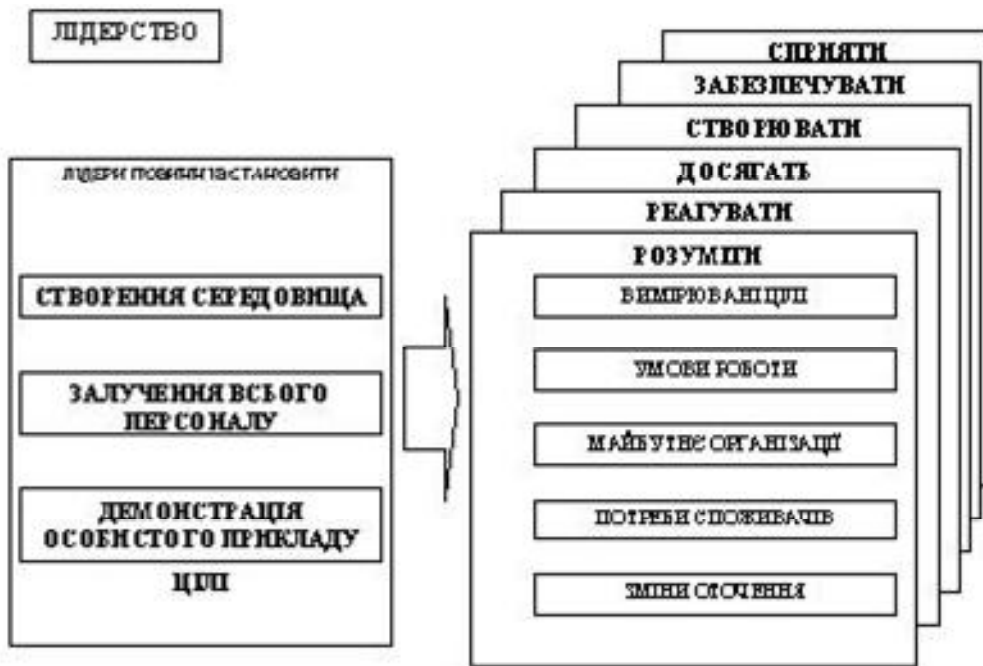 ЛІДЕРСТВО
ЛІДЕРИ ПОВИННІ ВСТАНОВИТИ
СТВОРЕННЯ СЕРЕДОВИЩА
ЗАЛУЧЕННЯ ВСЬОГО
ПЕРСОНАЛУ
ДЕМОНСТРАЦІЯ
ОСОБИСТОГО ПРИКЛАДУ
ЦІЛІ
СПРИЯТИ
ЗАБЕЗПЕЧУВАТИ
СТВОРЮВАТИ
ДОСЯГАТЬ
РЕАГУВАТИ
РОЗУМІТИ
ВИМІРЮВАНІ ЦІЛІ
УМОВИ РОБОТИ
МАЙБУТНЄ ОРГАНІЗАЦІЇ
ПОТРЕБИ СПОЖИВАЧІВ
ЗМІНИ ОТОЧЕННЯ